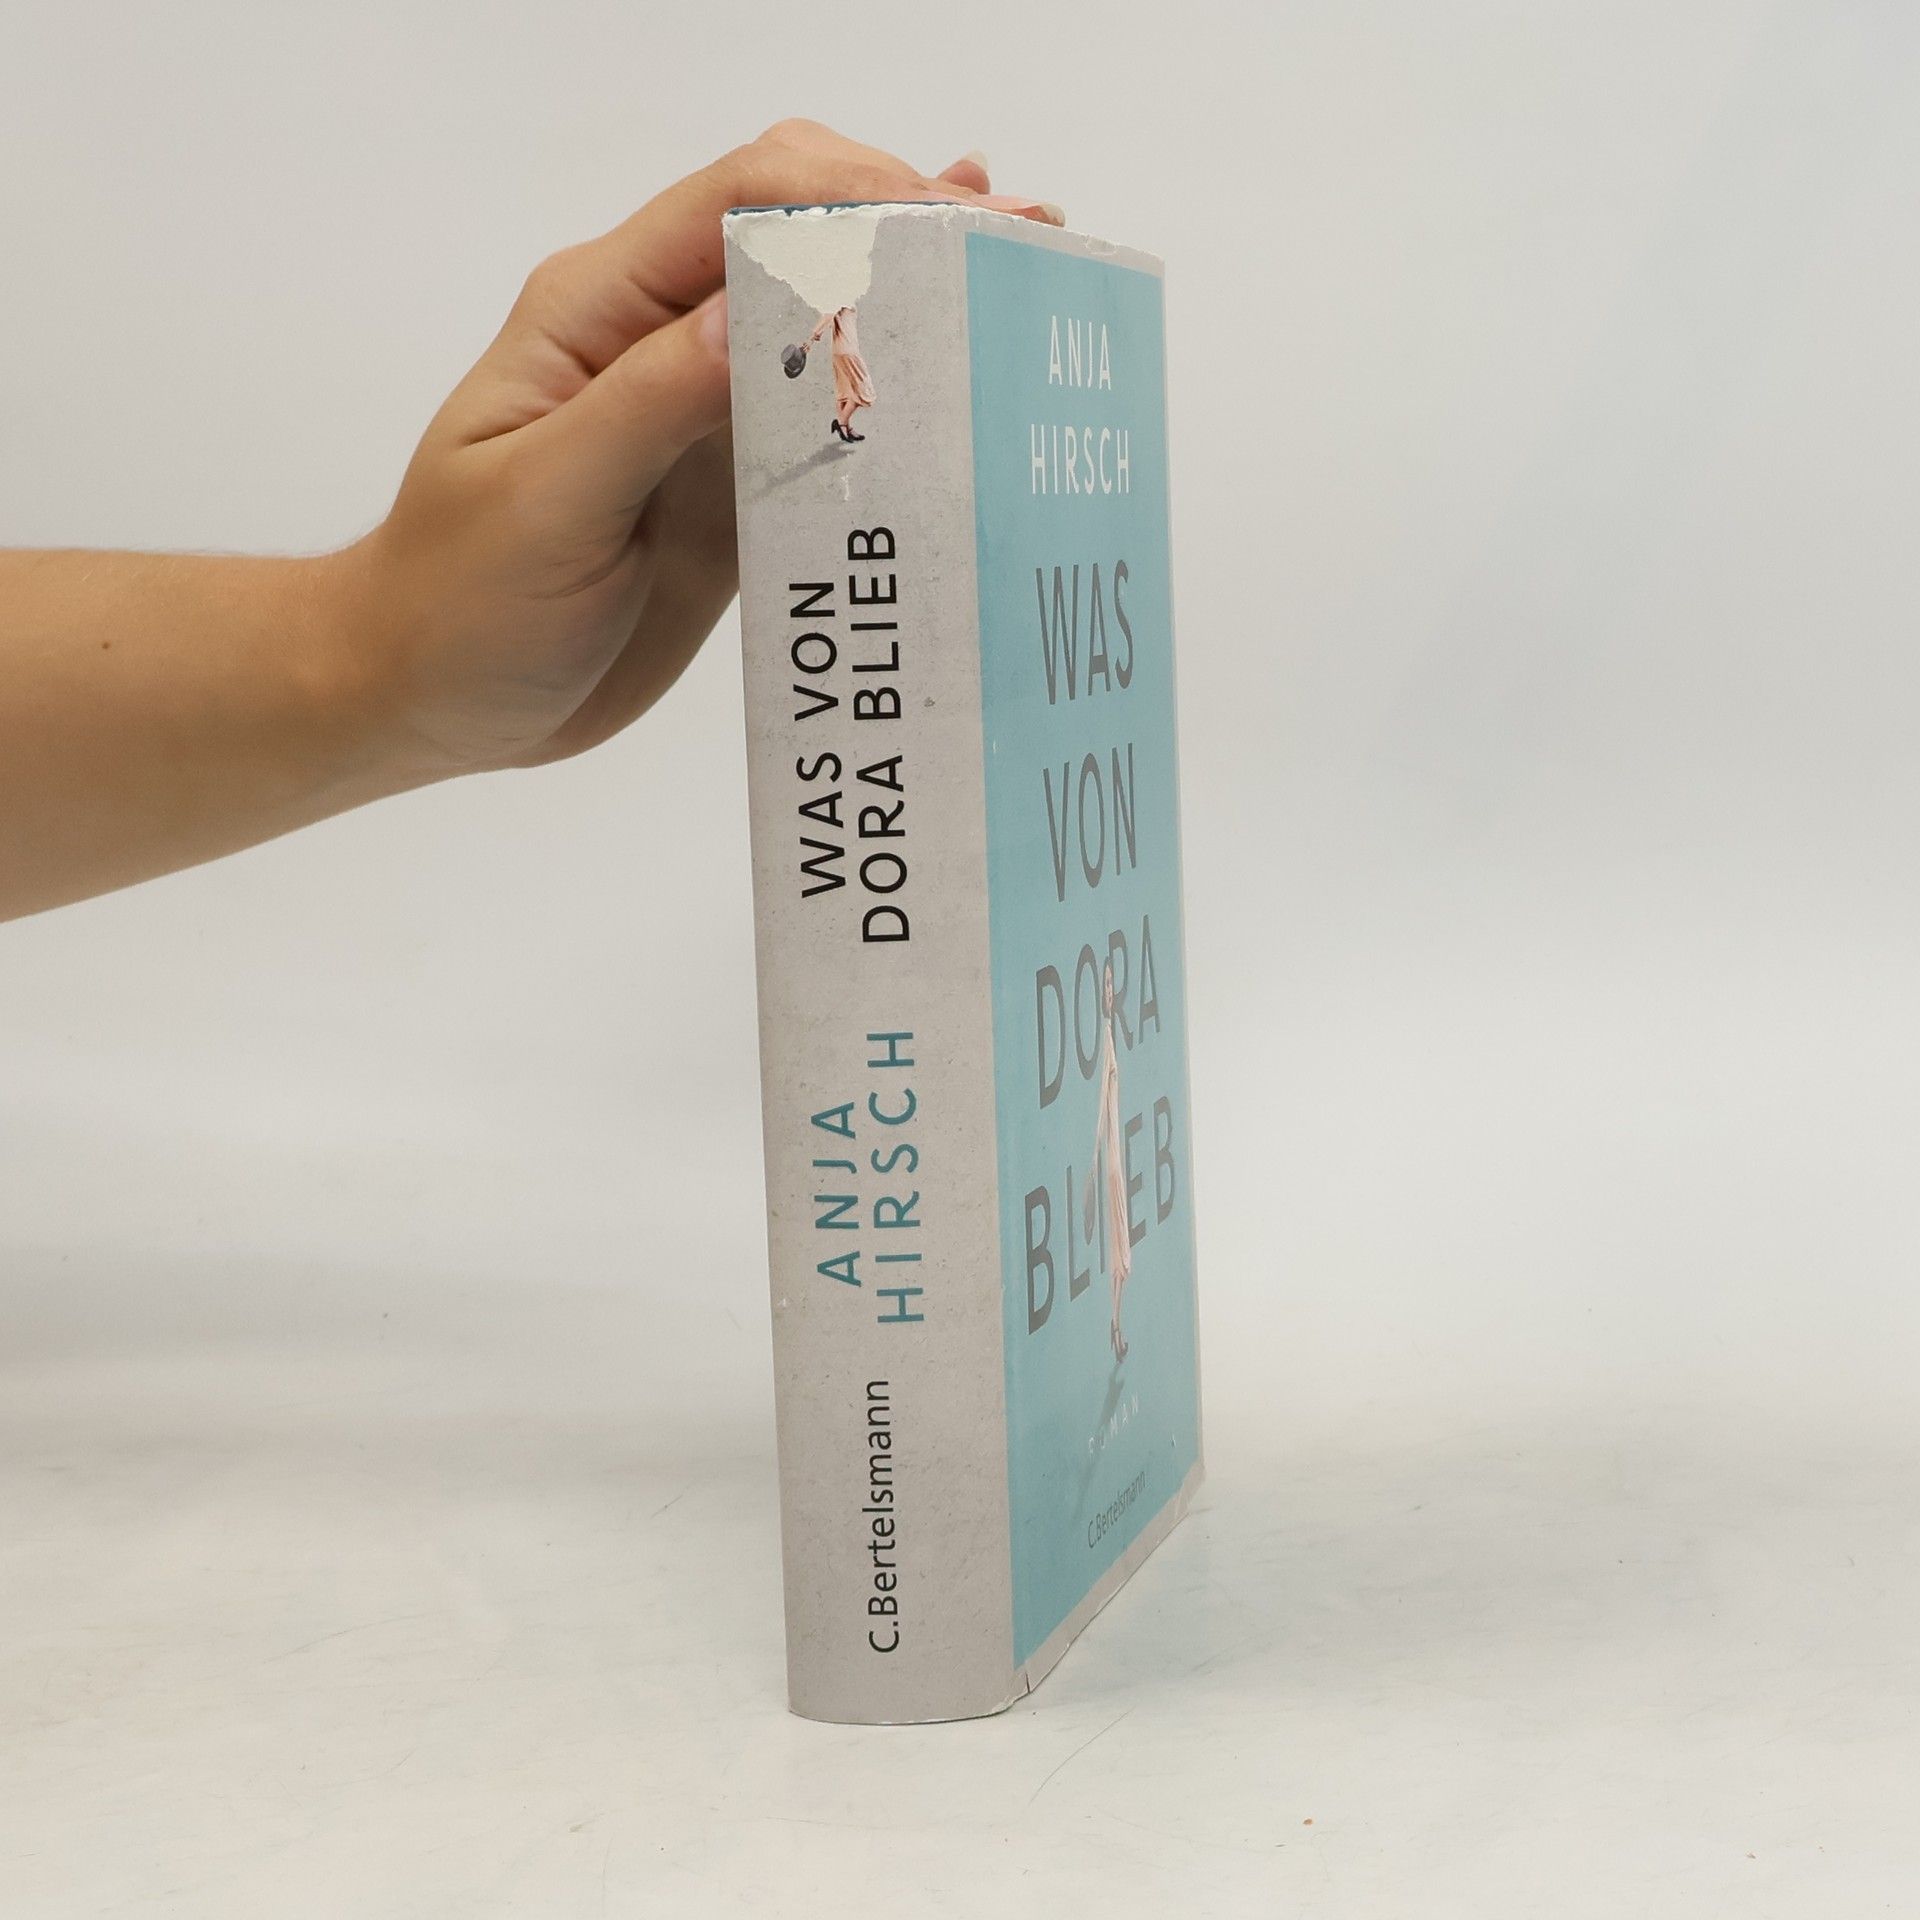 WAS VON
DORA BLIEB
ANJA
HIRSCH
C.Bertelsmann
ANJA
HIRSCH
WAS
VON
DORA
BLIEB
ROMAN
C.Bertelsmann